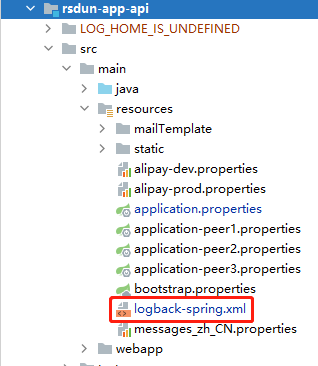 rsdun-app-api
LOG_HOME_IS_UNDEFINED
src
main
java
resources
mailTemplate
static
alipay-dev.properties
alipay-prod.properties
application.properties
application-peer1.properties
application-peer2.properties
application-peer3.properties
bootstrap.properties
logback-spring.xml
messages_zh_CN.properties
webapp